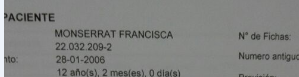 PACIENTE
MONSERRAT FRANCISCA N° de Fichas:
22.032.209-2
nto: 28-01-2006 Numero antiguo
12 año(s), 2 mes(es), 0 dia(s)